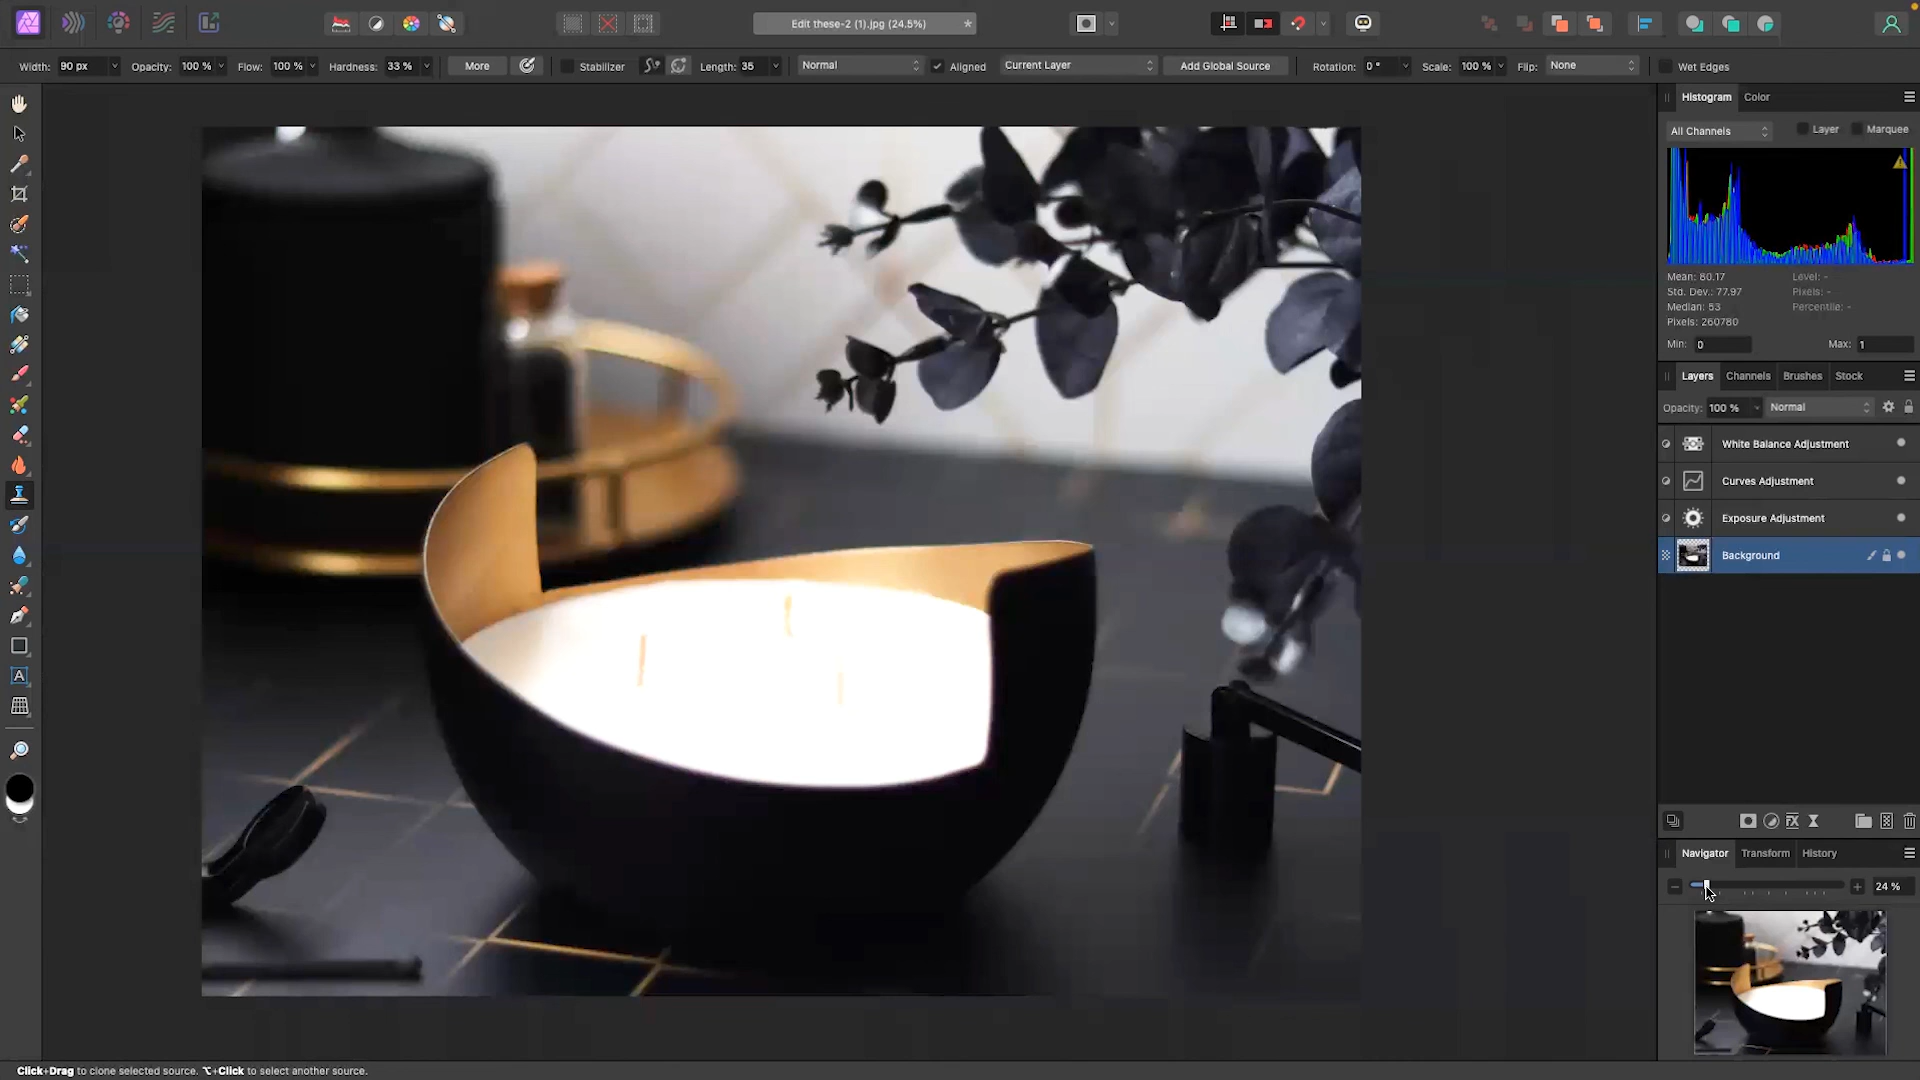 Edit these-2 (1).jpg (24.5%) *
Width: 90 px Opacity: 100 % Flow: 100 % Hardness: 33 % More Stabilizer Length: 35 Normal Aligned Current Layer Add Global Source Rotation: 0 ° Scale: 100 % Flip: None Wet Edges
Histogram Color
All Channels Layer Marquee
Mean: 80.17 Level: -
Std. Dev.: 77.97 Pixels: -
Median: 53 Percentile: -
Pixels: 260780
Min: 0 Max: 1
Layers Channels Brushes Stock
Opacity: 100 % Normal
White Balance Adjustment
Curves Adjustment
Exposure Adjustment
Background
Navigator Transform History
24 %
Click+Drag to clone selected source. ⌥+Click to select another source.